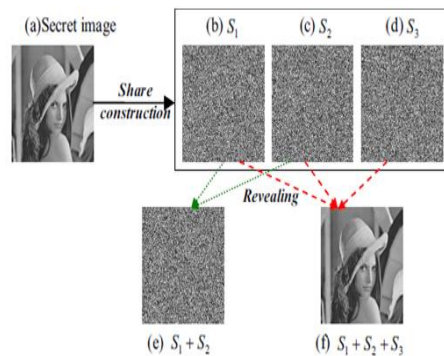 (a)Secret image
(b) S₁
(c) S₂
(d) S₃
Share
construction
Revealing
(e) S₁ + S₂
(f) S₁ + S₂ + S₃